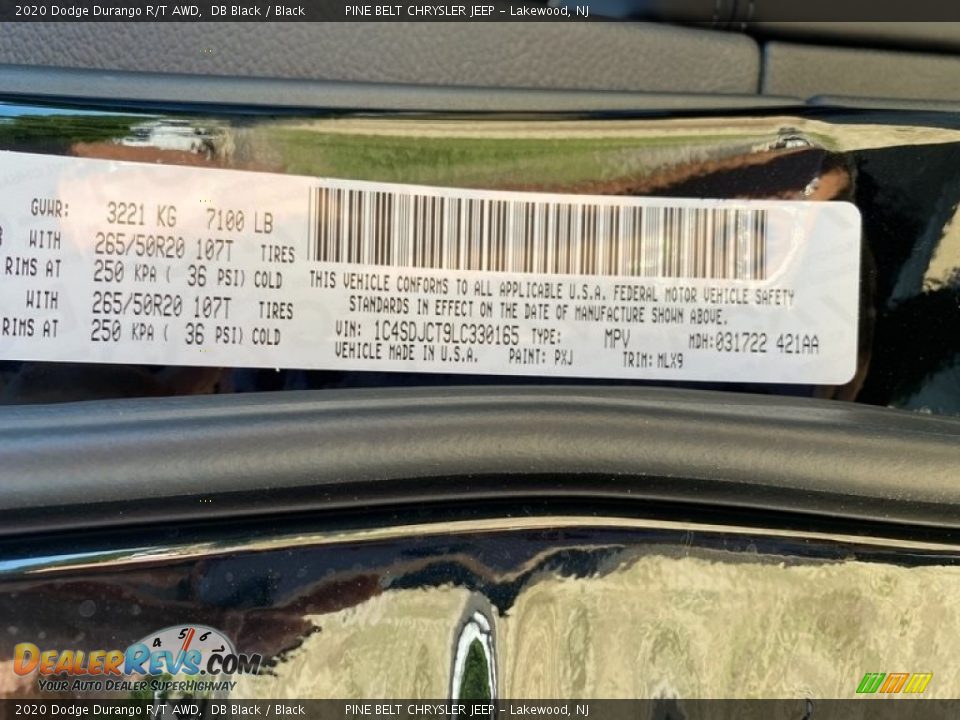 2020 Dodge Durango R/T AWD, DB Black / Black PINE BELT CHRYSLER JEEP - Lakewood, NJ
GVWR: 3221 KG 7100 LB
WITH 265/50R20 107T TIRES
RIMS AT 250 KPA ( 36 PSI) COLD
WITH 265/50R20 107T TIRES
RIMS AT 250 KPA ( 36 PSI) COLD
THIS VEHICLE CONFORMS TO ALL APPLICABLE U.S.A. FEDERAL MOTOR VEHICLE SAFETY
STANDARDS IN EFFECT ON THE DATE OF MANUFACTURE SHOWN ABOVE.
VIN: 1C4SDJCT9LC330165 TYPE: MPV MDH:031722 421AA
VEHICLE MADE IN U.S.A. PAINT: PXJ TRIM: MLX9
4 5 6
DEALERREVS.COM
YOUR AUTO DEALER SUPERHIGHWAY
2020 Dodge Durango R/T AWD, DB Black / Black PINE BELT CHRYSLER JEEP - Lakewood, NJ